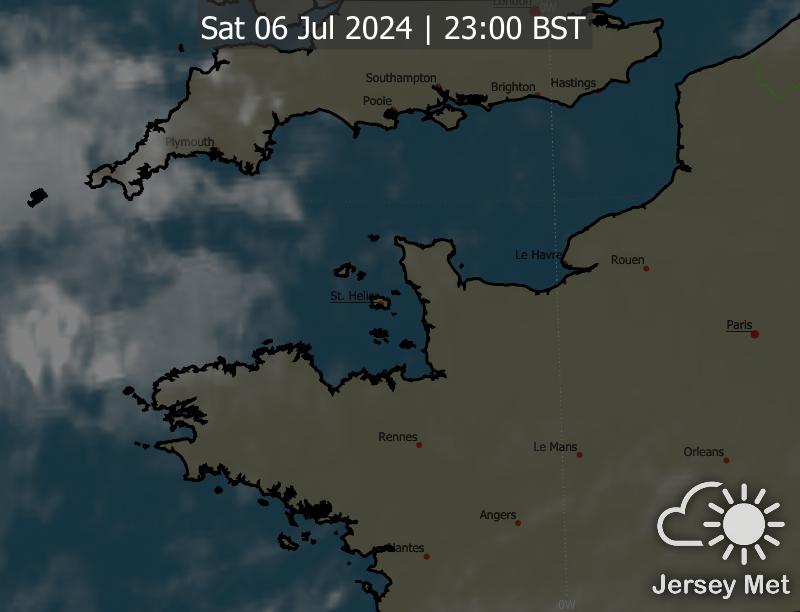 London
0W
Sat 06 Jul 2024 | 23:00 BST
Southampton
Brighton
Hastings
Poole
Plymouth
Le Havre
Rouen
St. Helier
Paris
Rennes
Le Mans
Orleans
Angers
Nantes
Jersey Met
0W